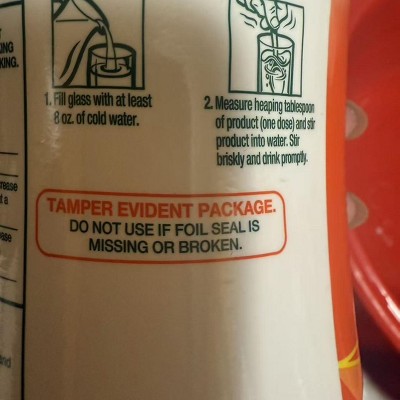 KING
KING.
1. Fill glass with at least
8 oz. of cold water.
2. Measure heaping tablespoon
of product (one dose) and stir
product into water. Stir
briskly and drink promptly.
TAMPER EVIDENT PACKAGE.
DO NOT USE IF FOIL SEAL IS
MISSING OR BROKEN.